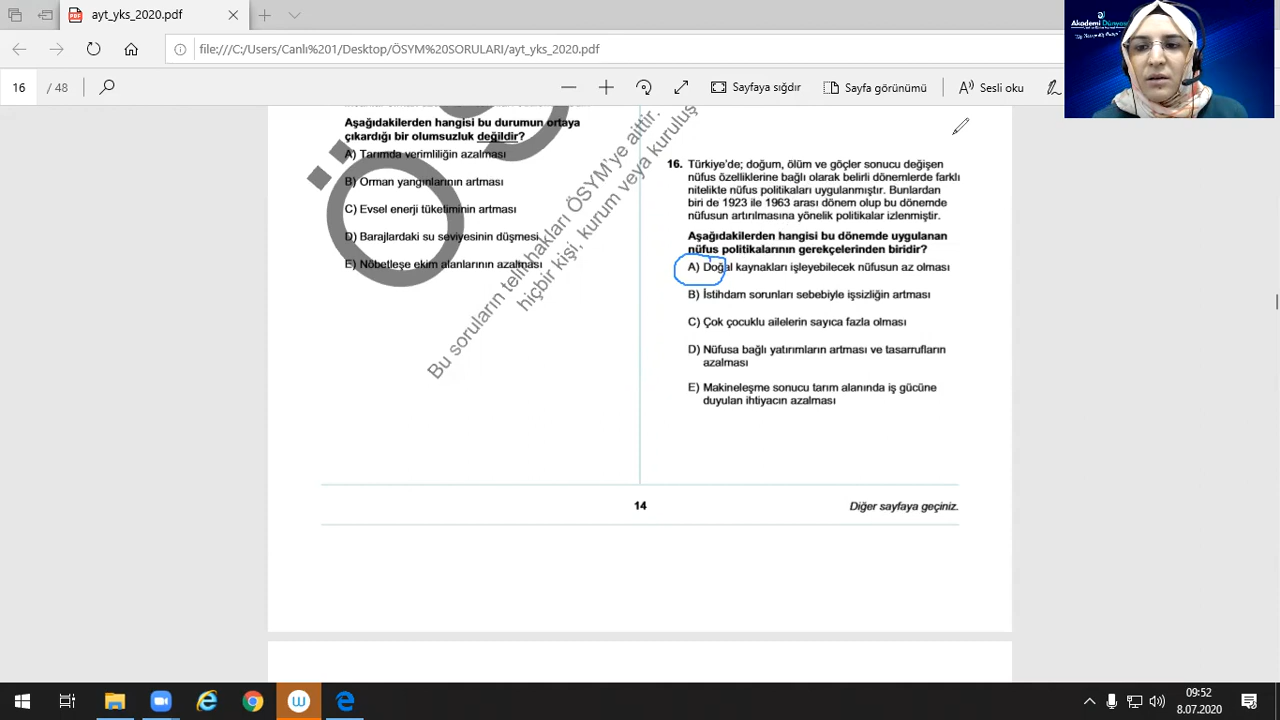 ayt_yks_2020.pdf
file:///C:/Users/Canlı%201/Desktop/ÖSYM%20SORULARI/ayt_yks_2020.pdf
16 / 48
Sayfaya sığdır
Sayfa görünümü
Sesli oku
Akademi Dünyası
Aşağıdakilerden hangisi bu durumun ortaya
çıkardığı bir olumsuzluk değildir?
A) Tarımda verimliliğin azalması
B) Orman yangınlarının artması
C) Evsel enerji tüketiminin artması
D) Barajlardaki su seviyesinin düşmesi
E) Nöbetleşe ekim alanlarının azalması
Bu soruların telif hakları ÖSYM'ye aittir.
hiçbir kişi, kurum veya kuruluş
16. Türkiye'de; doğum, ölüm ve göçler sonucu değişen
nüfus özelliklerine bağlı olarak belirli dönemlerde farklı
nitelikte nüfus politikaları uygulanmıştır. Bunlardan
biri de 1923 ile 1963 arası dönem olup bu dönemde
nüfusun artırılmasına yönelik politikalar izlenmiştir.
Aşağıdakilerden hangisi bu dönemde uygulanan
nüfus politikalarının gerekçelerinden biridir?
A) Doğal kaynakları işleyebilecek nüfusun az olması
B) İstihdam sorunları sebebiyle işsizliğin artması
C) Çok çocuklu ailelerin sayıca fazla olması
D) Nüfusa bağlı yatırımların artması ve tasarrufların
azalması
E) Makineleşme sonucu tarım alanında iş gücüne
duyulan ihtiyacın azalması
14
Diğer sayfaya geçiniz.
09:52
8.07.2020